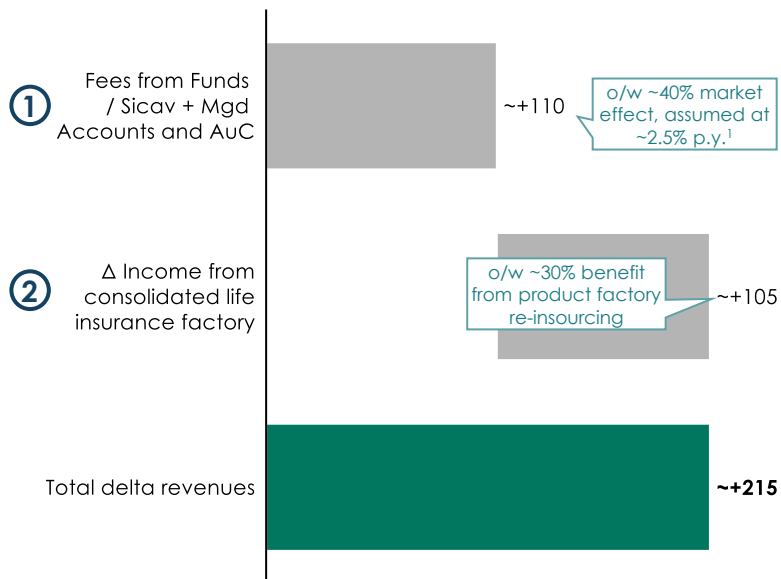 1
Fees from Funds
/ Sicav + Mgd
Accounts and AuC
~+110
o/w ~40% market
effect, assumed at
~2.5% p.y.¹
2
Δ Income from
consolidated life
insurance factory
o/w ~30% benefit
from product factory
re-insourcing
~+105
Total delta revenues
~+215